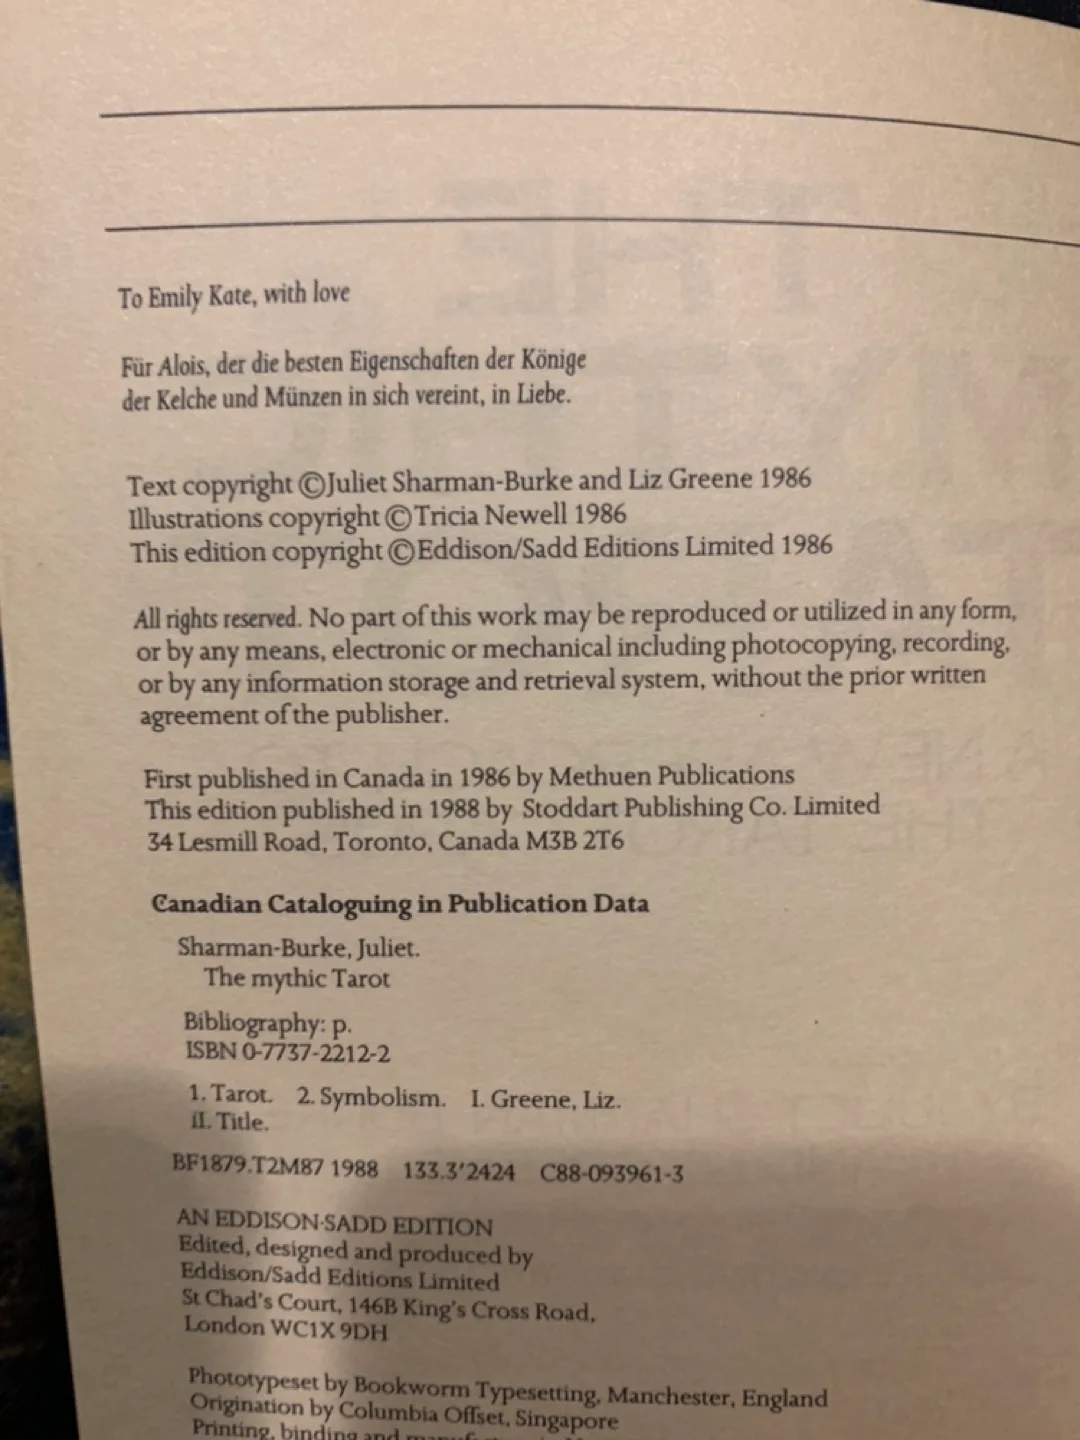 To Emily Kate, with love
Für Alois, der die besten Eigenschaften der Könige
der Kelche und Münzen in sich vereint, in Liebe.
Text copyright ©Juliet Sharman-Burke and Liz Greene 1986
Illustrations copyright ©Tricia Newell 1986
This edition copyright ©Eddison/Sadd Editions Limited 1986
All rights reserved. No part of this work may be reproduced or utilized in any form,
or by any means, electronic or mechanical including photocopying, recording,
or by any information storage and retrieval system, without the prior written
agreement of the publisher.
First published in Canada in 1986 by Methuen Publications
This edition published in 1988 by Stoddart Publishing Co. Limited
34 Lesmill Road, Toronto, Canada M3B 2T6
Canadian Cataloguing in Publication Data
Sharman-Burke, Juliet.
The mythic Tarot
Bibliography: p.
ISBN 0-7737-2212-2
1. Tarot. 2. Symbolism. I. Greene, Liz.
II. Title.
BF1879.T2M87 1988 133.3'2424 C88-093961-3
AN EDDISON·SADD EDITION
Edited, designed and produced by
Eddison/Sadd Editions Limited
St Chad's Court, 146B King's Cross Road,
London WC1X 9DH
Phototypeset by Bookworm Typesetting, Manchester, England
Origination by Columbia Offset, Singapore
Printing, binding and